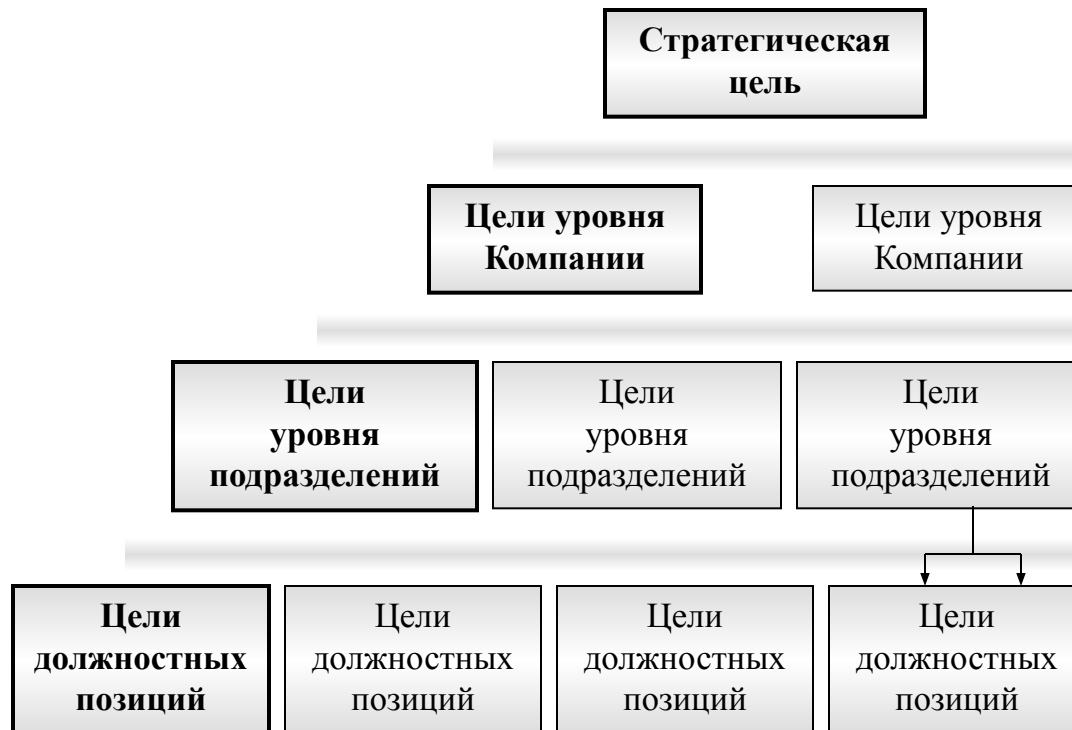 Стратегическая
цель
Цели уровня
Компании
Цели уровня
Компании
Цели
уровня
подразделений
Цели
уровня
подразделений
Цели
уровня
подразделений
Цели
должностных
позиций
Цели
должностных
позиций
Цели
должностных
позиций
Цели
должностных
позиций